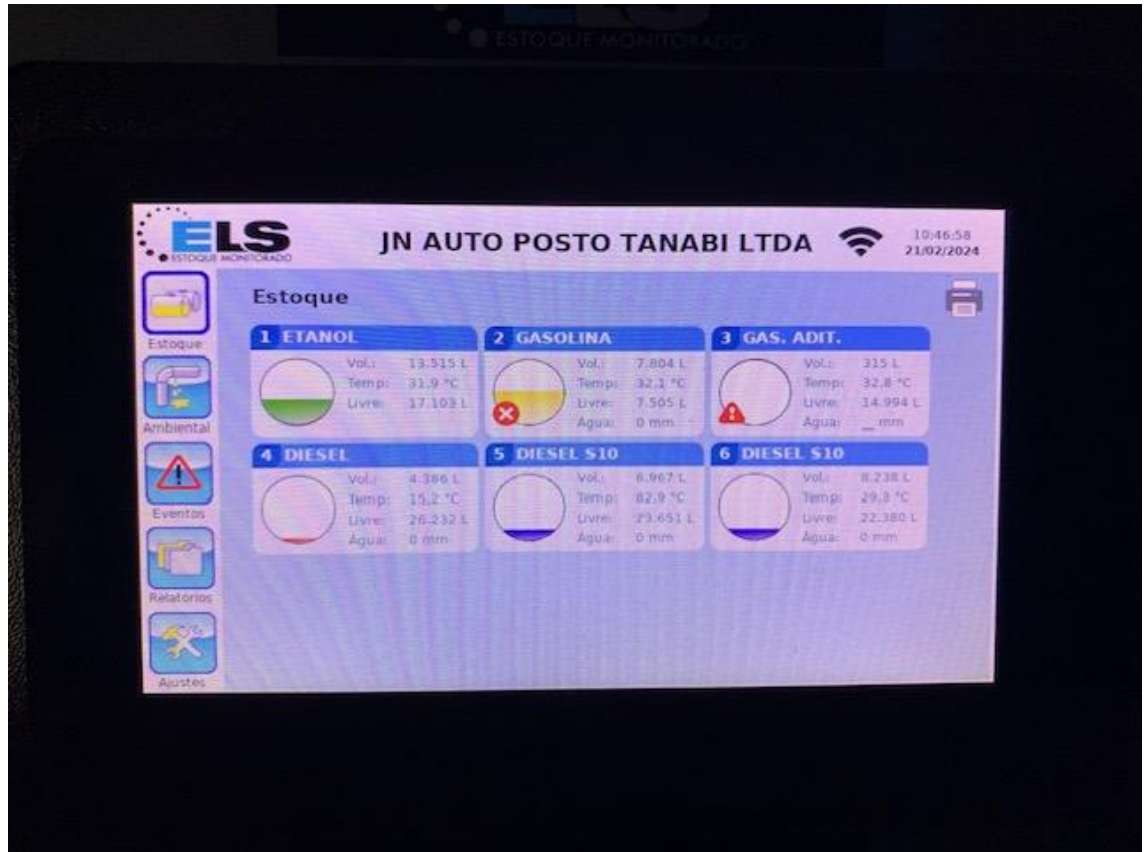 ESTOQUE MONITORADO
ELS
ESTOQUE MONITORADO
JN AUTO POSTO TANABI LTDA
10:46:58
21/02/2024
Estoque
Ambiental
Eventos
Relatórios
Ajustes
Estoque
1 ETANOL
Vol.: 13.515 L
Temp: 31,9 °C
Livre: 17.103 L
2 GASOLINA
Vol.: 7.804 L
Temp: 32,1 °C
Livre: 7.505 L
Água: 0 mm
3 GAS. ADIT.
Vol.: 315 L
Temp: 32,8 °C
Livre: 14.994 L
Água: __ mm
4 DIESEL
Vol.: 4.386 L
Temp: 15,2 °C
Livre: 26.232 L
Água: 0 mm
5 DIESEL S10
Vol.: 6.967 L
Temp: 82,9 °C
Livre: 23.651 L
Água: 0 mm
6 DIESEL S10
Vol.: 8.238 L
Temp: 29,3 °C
Livre: 22.380 L
Água: 0 mm